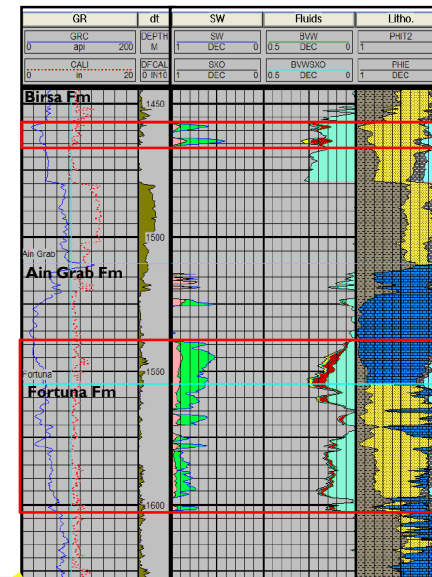 GR dt SW Fluids Litho.
GRC DEPTH SW BVW PHIT2
0 api 200 M 1 DEC 0 0.5 DEC 0 1
CALI DFCAL SXO BVWSXO PHIE
0 in 20 0 IN10 1 DEC 0 0.5 DEC 0 1 DEC
Birsa Fm
1450
1500
Ain Grab
Ain Grab Fm
1550
Fortuna
Fortuna Fm
1600